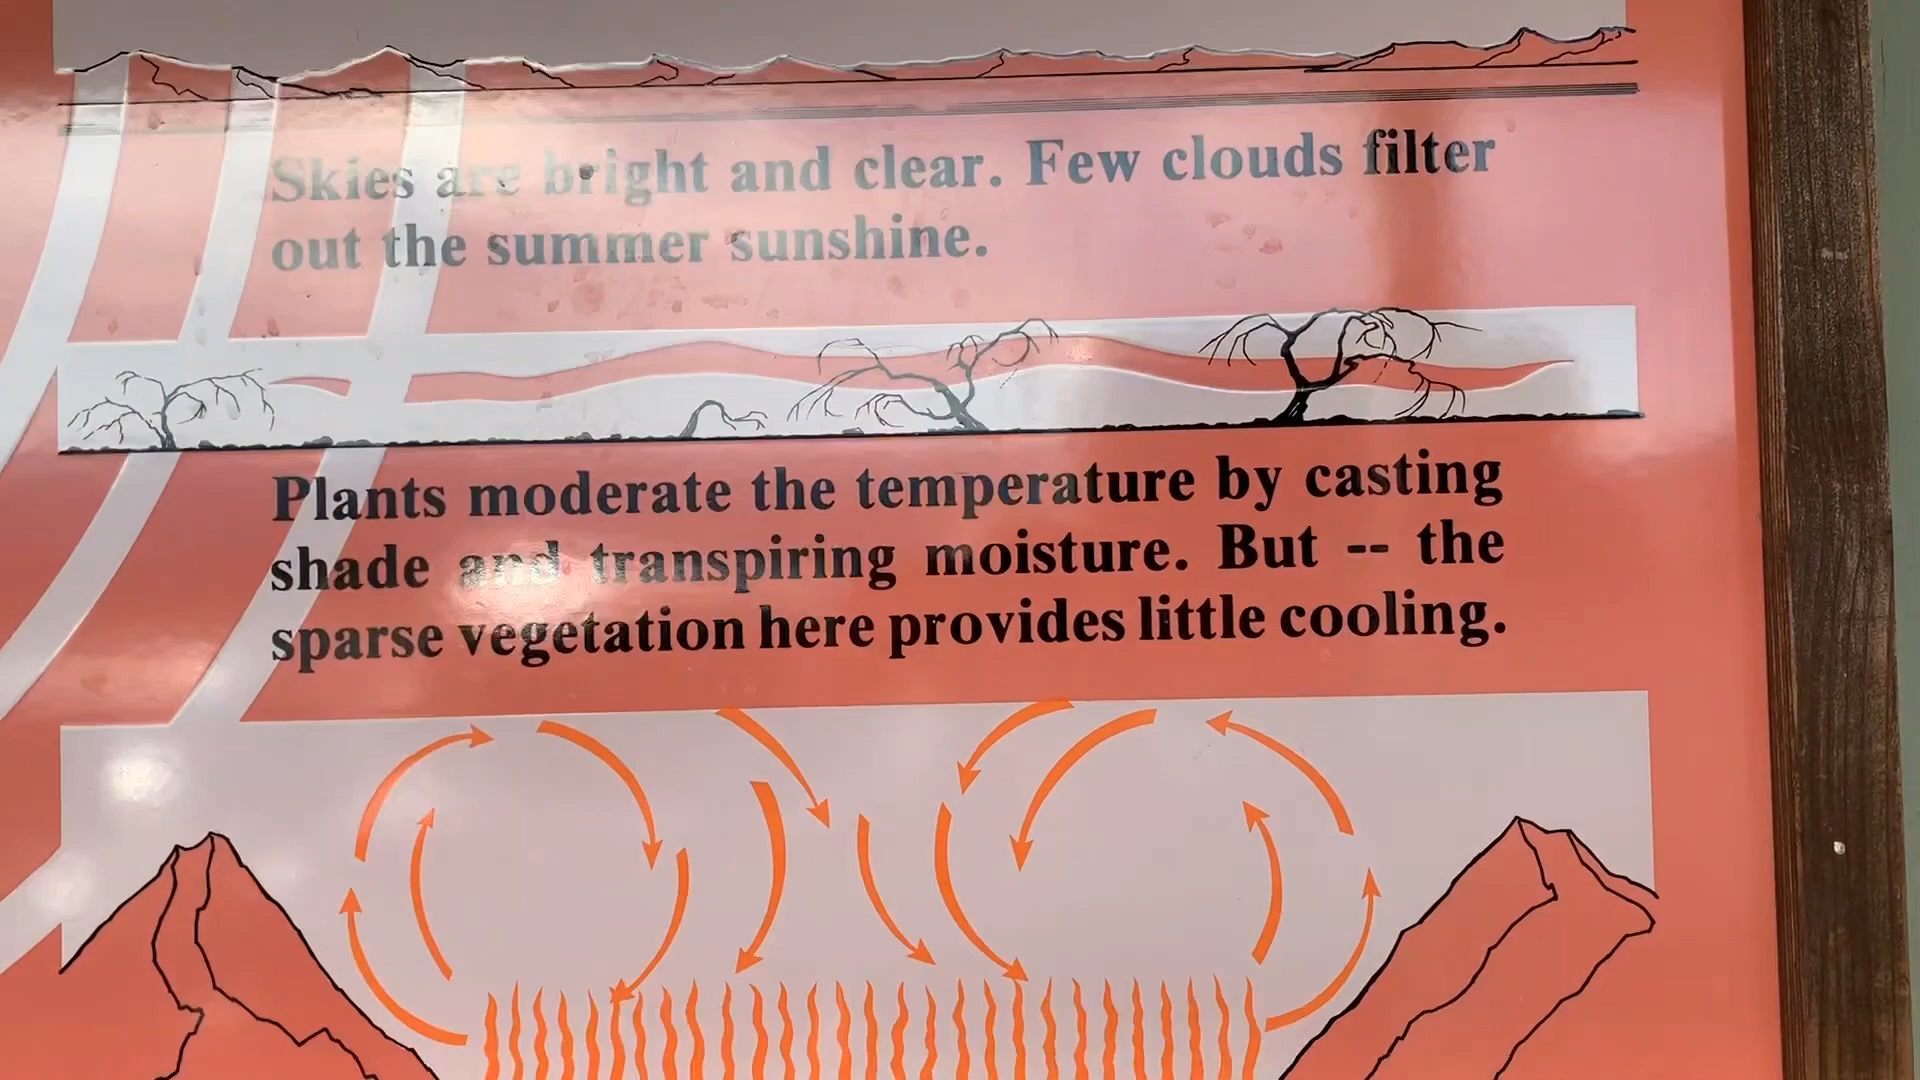 Skies are bright and clear. Few clouds filter
out the summer sunshine.
Plants moderate the temperature by casting
shade and transpiring moisture. But -- the
sparse vegetation here provides little cooling.